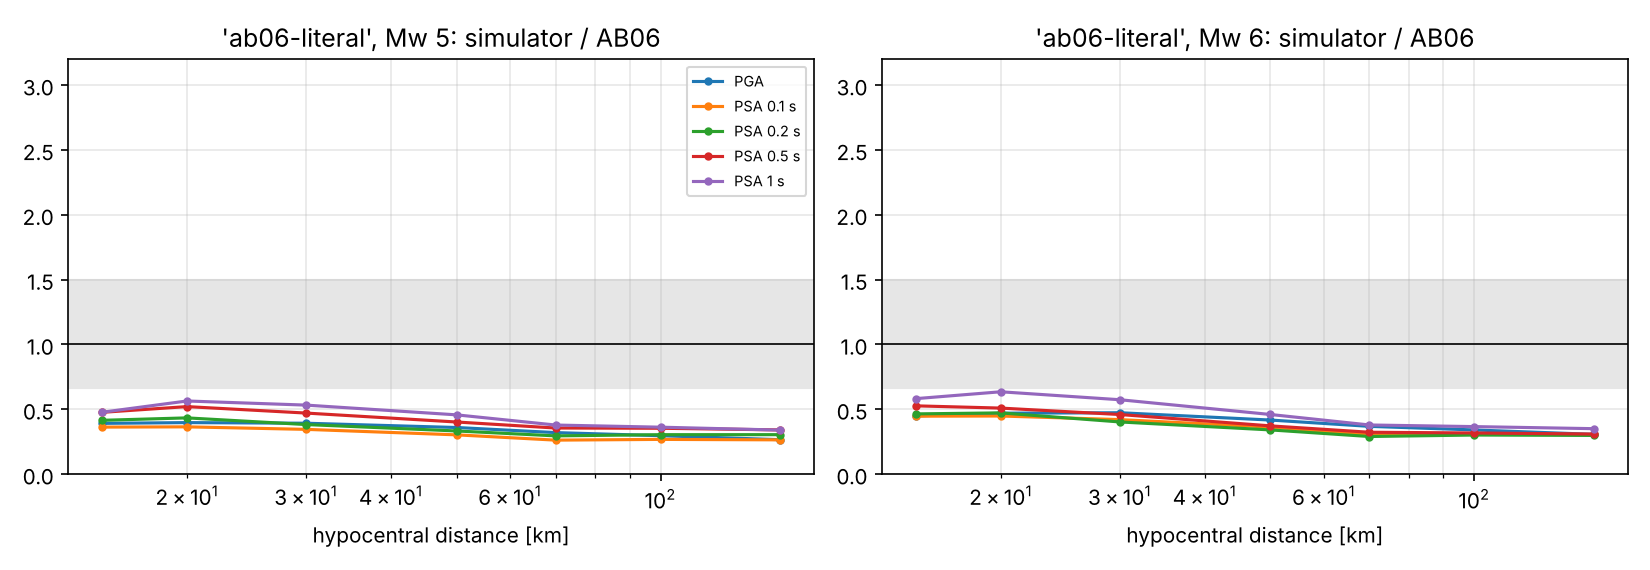 'ab06-literal', Mw 5: simulator / AB06
3.0
2.5
2.0
1.5
1.0
0.5
0.0
PGA
PSA 0.1 s
PSA 0.2 s
PSA 0.5 s
PSA 1 s
2 × 10¹ 3 × 10¹ 4 × 10¹ 6 × 10¹ 10²
hypocentral distance [km]
'ab06-literal', Mw 6: simulator / AB06
3.0
2.5
2.0
1.5
1.0
0.5
0.0
2 × 10¹ 3 × 10¹ 4 × 10¹ 6 × 10¹ 10²
hypocentral distance [km]